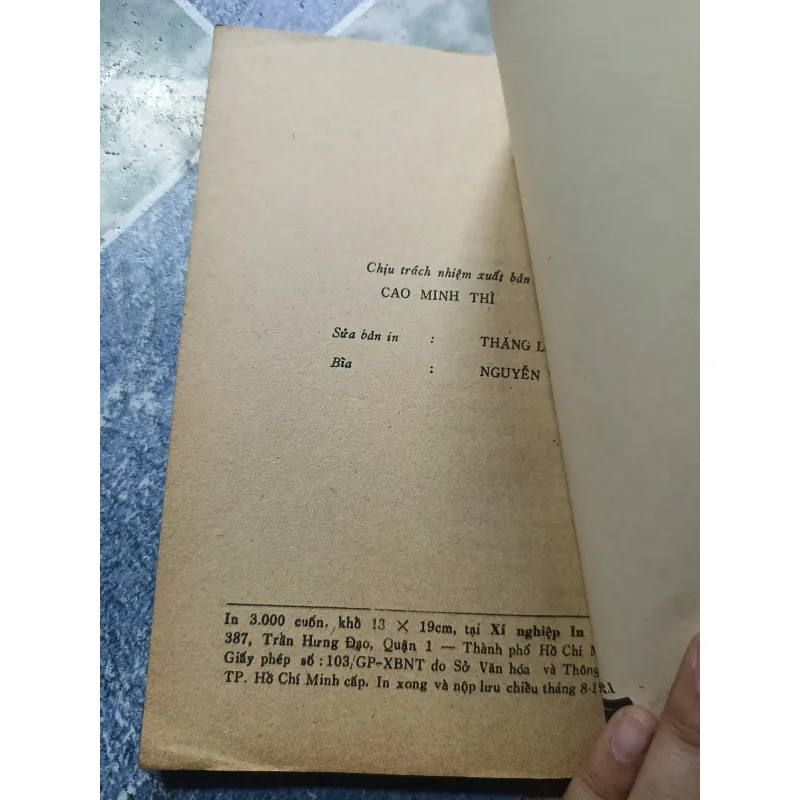 Chịu trách nhiệm xuất bản
CAO MINH THÌ
Sửa bản in : THĂNG
Bìa : NGUYỄN
In 3.000 cuốn, khổ 13 × 19cm, tại Xí nghiệp In
387, Trần Hưng Đạo, Quận 1 — Thành phố Hồ Chí
Giấy phép số : 103/GP-XBNT do Sở Văn hóa và Thông
TP. Hồ Chí Minh cấp. In xong và nộp lưu chiểu tháng